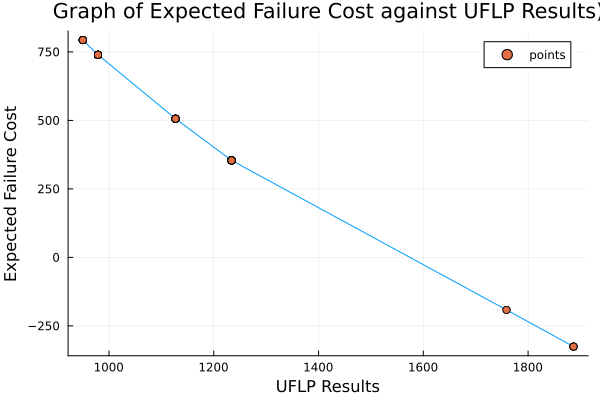 Graph of Expected Failure Cost against UFLP Results)
points
750
500
250
0
−250
Expected Failure Cost
1000 1200 1400 1600 1800
UFLP Results